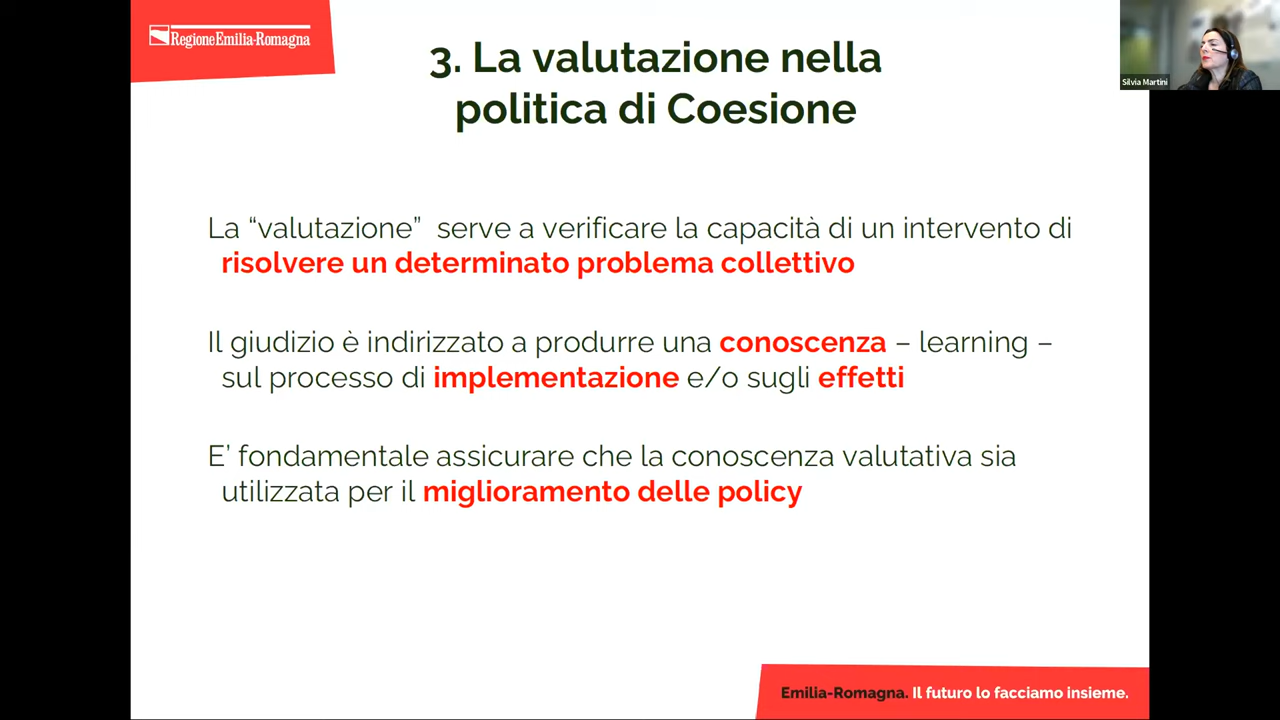 RegioneEmilia-Romagna
Silvia Martini
3. La valutazione nella
politica di Coesione
La “valutazione”  serve a verificare la capacità di un intervento di
risolvere un determinato problema collettivo
Il giudizio è indirizzato a produrre una conoscenza – learning –
sul processo di implementazione e/o sugli effetti
E’ fondamentale assicurare che la conoscenza valutativa sia
utilizzata per il miglioramento delle policy
Emilia-Romagna. Il futuro lo facciamo insieme.